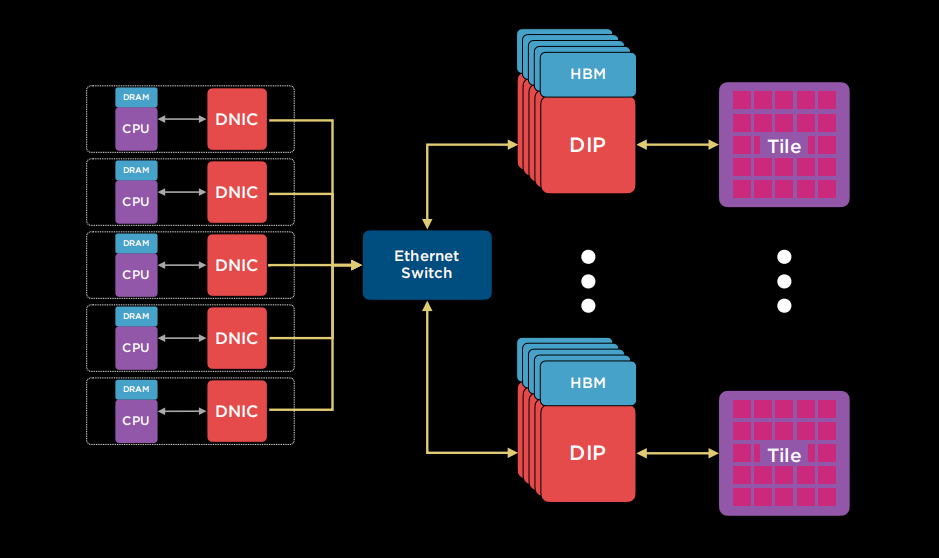 DRAM
CPU
DNIC
DRAM
CPU
DNIC
DRAM
CPU
DNIC
DRAM
CPU
DNIC
DRAM
CPU
DNIC
Ethernet
Switch
HBM
DIP
Tile
HBM
DIP
Tile